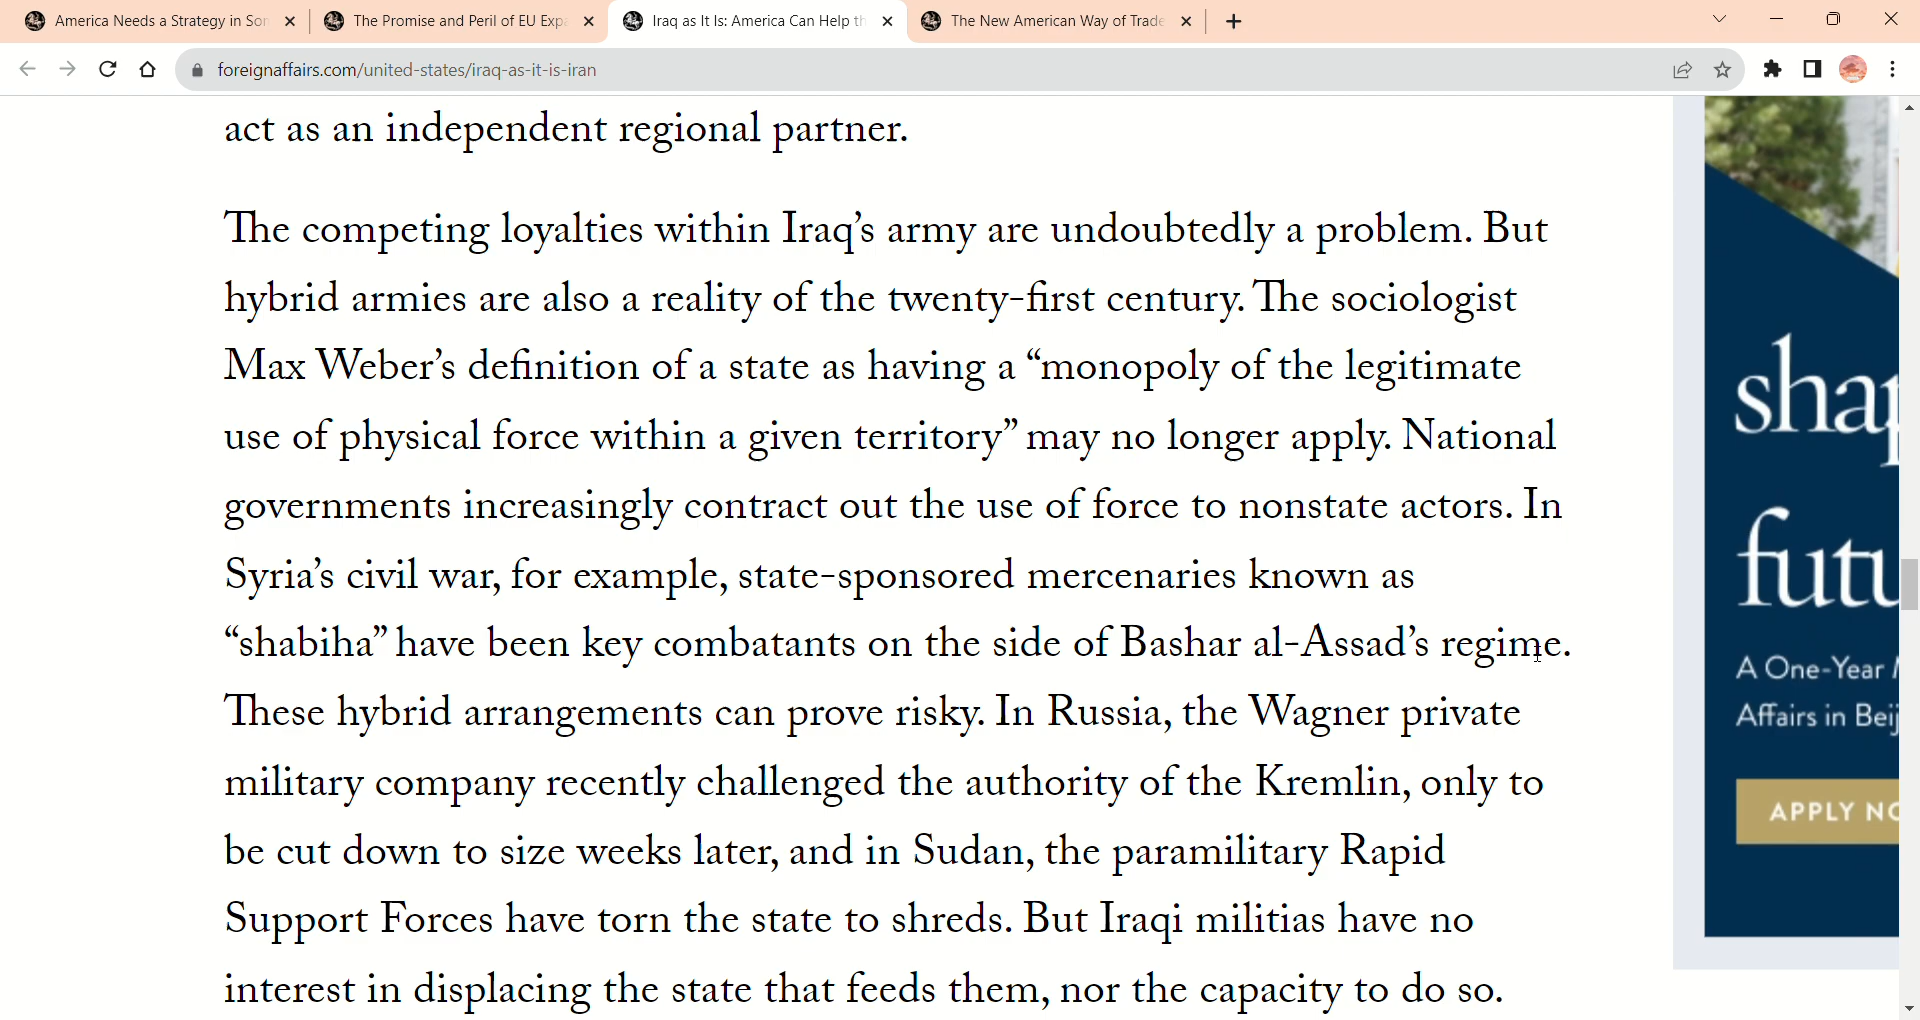 America Needs a Strategy in So
The Promise and Peril of EU Exp
Iraq as It Is: America Can Help th
The New American Way of Trade
foreignaffairs.com/united-states/iraq-as-it-is-iran
act as an independent regional partner.
The competing loyalties within Iraq’s army are undoubtedly a problem. But
hybrid armies are also a reality of the twenty-first century. The sociologist
Max Weber’s definition of a state as having a “monopoly of the legitimate
use of physical force within a given territory” may no longer apply. National
governments increasingly contract out the use of force to nonstate actors. In
Syria’s civil war, for example, state-sponsored mercenaries known as
“shabiha” have been key combatants on the side of Bashar al-Assad’s regime.
These hybrid arrangements can prove risky. In Russia, the Wagner private
military company recently challenged the authority of the Kremlin, only to
be cut down to size weeks later, and in Sudan, the paramilitary Rapid
Support Forces have torn the state to shreds. But Iraqi militias have no
interest in displacing the state that feeds them, nor the capacity to do so.
shap
futu
A One-Year
Affairs in Beij
APPLY NO